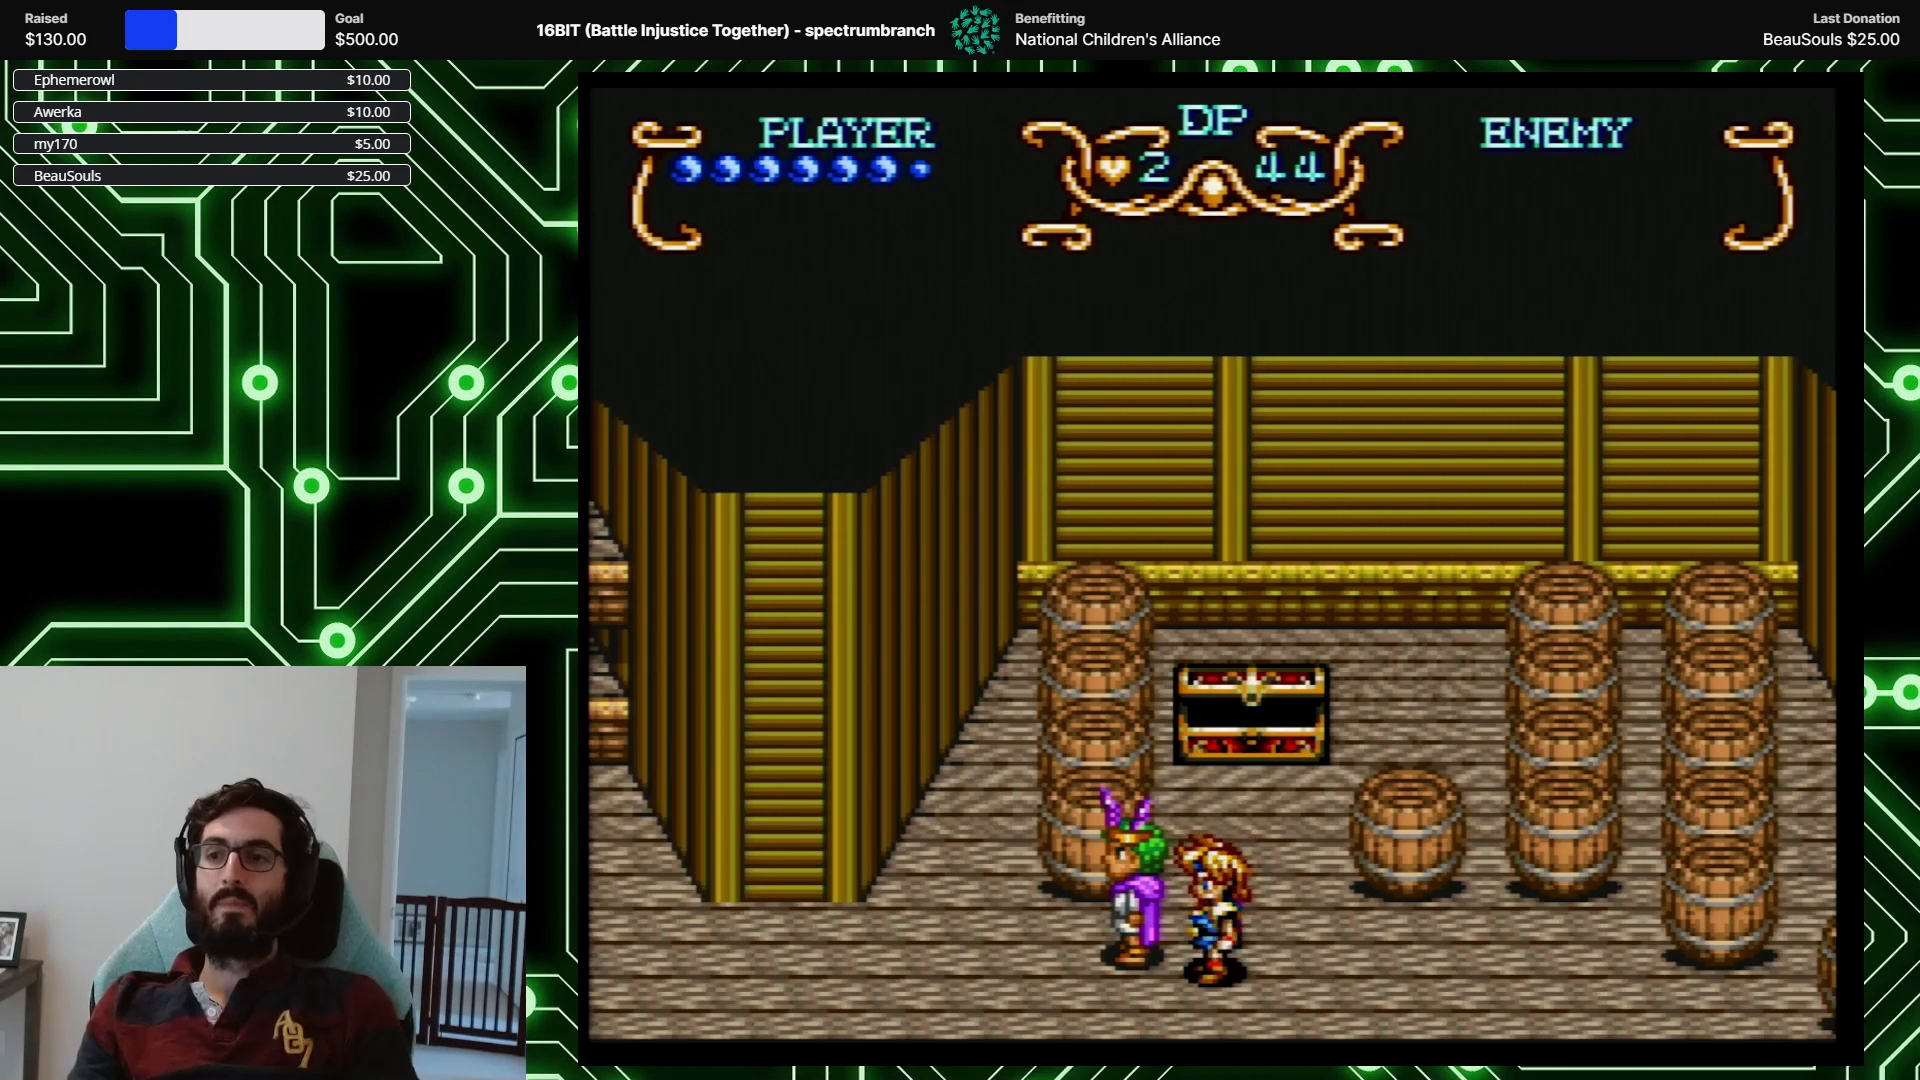 Raised
$130.00
Goal
$500.00
16BIT (Battle Injustice Together) - spectrumbranch
Benefitting
National Children's Alliance
Last Donation
BeauSouls $25.00
Ephemerowl $10.00
Awerka $10.00
my170 $5.00
BeauSouls $25.00
PLAYER
DP
2 44
ENEMY